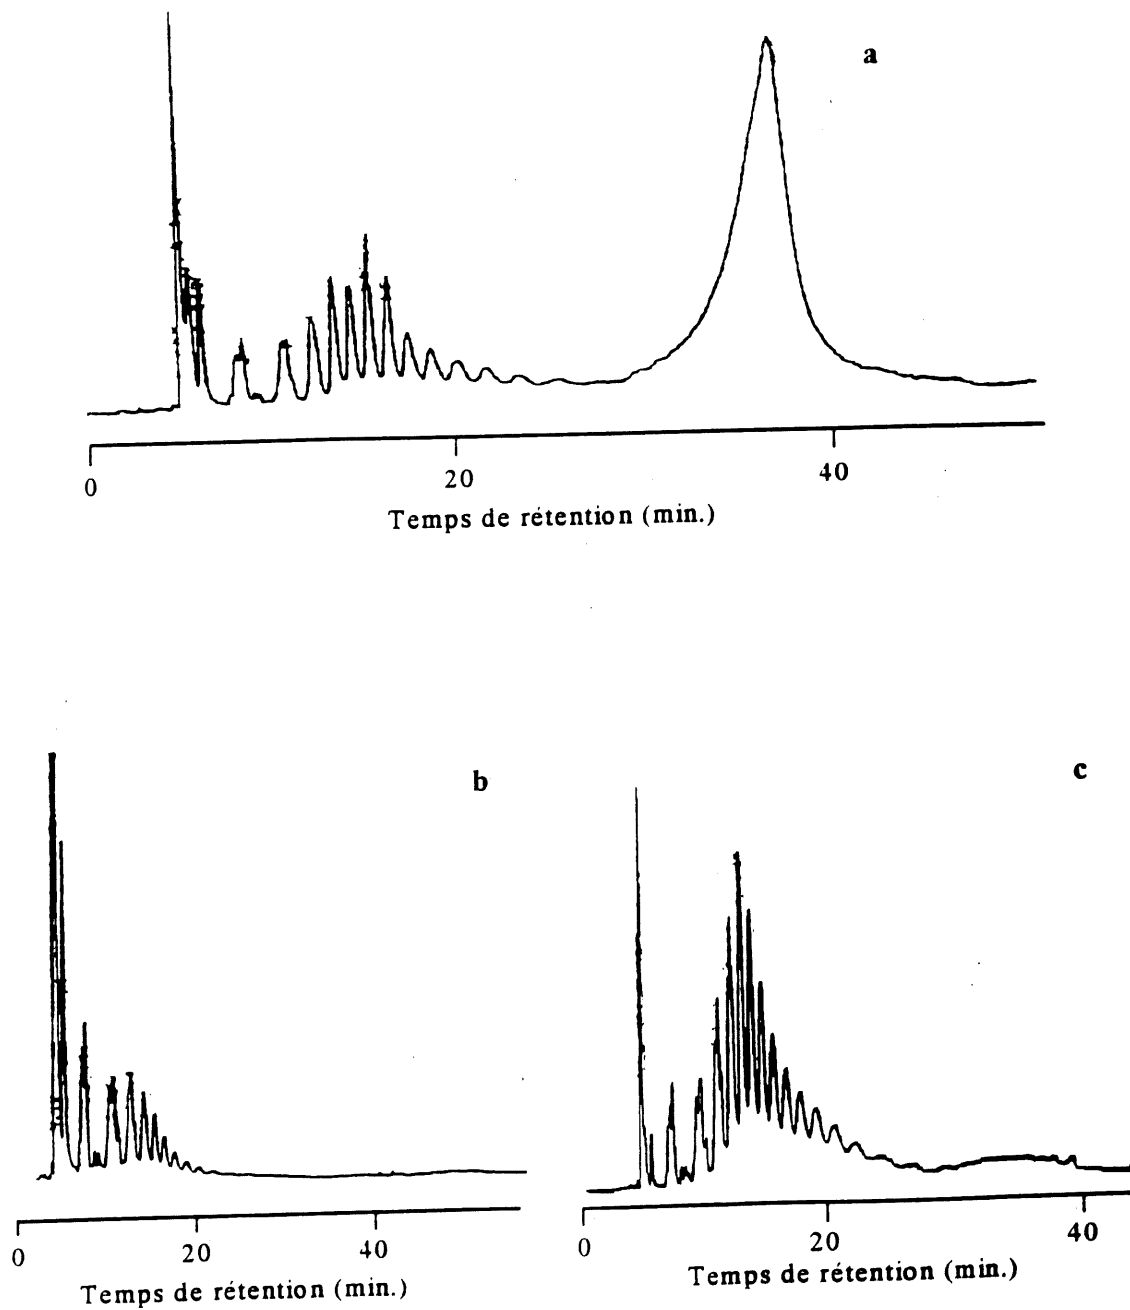 a
0 20 40
Temps de rétention (min.)
b c
0 20 40 0 20 40
Temps de rétention (min.) Temps de rétention (min.)